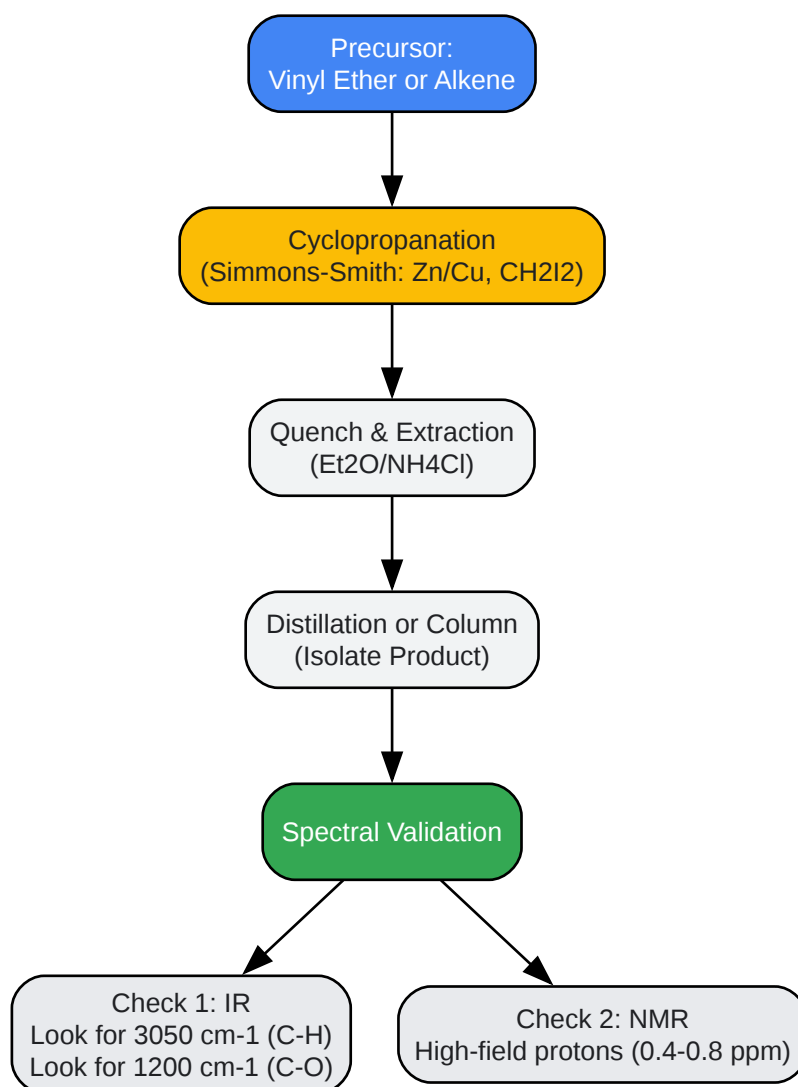 Precursor:
Vinyl Ether or Alkene
Cyclopropanation
(Simmons-Smith: Zn/Cu, CH2I2)
Quench & Extraction
(Et2O/NH4Cl)
Distillation or Column
(Isolate Product)
Spectral Validation
Check 1: IR
Look for 3050 cm-1 (C-H)
Look for 1200 cm-1 (C-O)
Check 2: NMR
High-field protons (0.4-0.8 ppm)